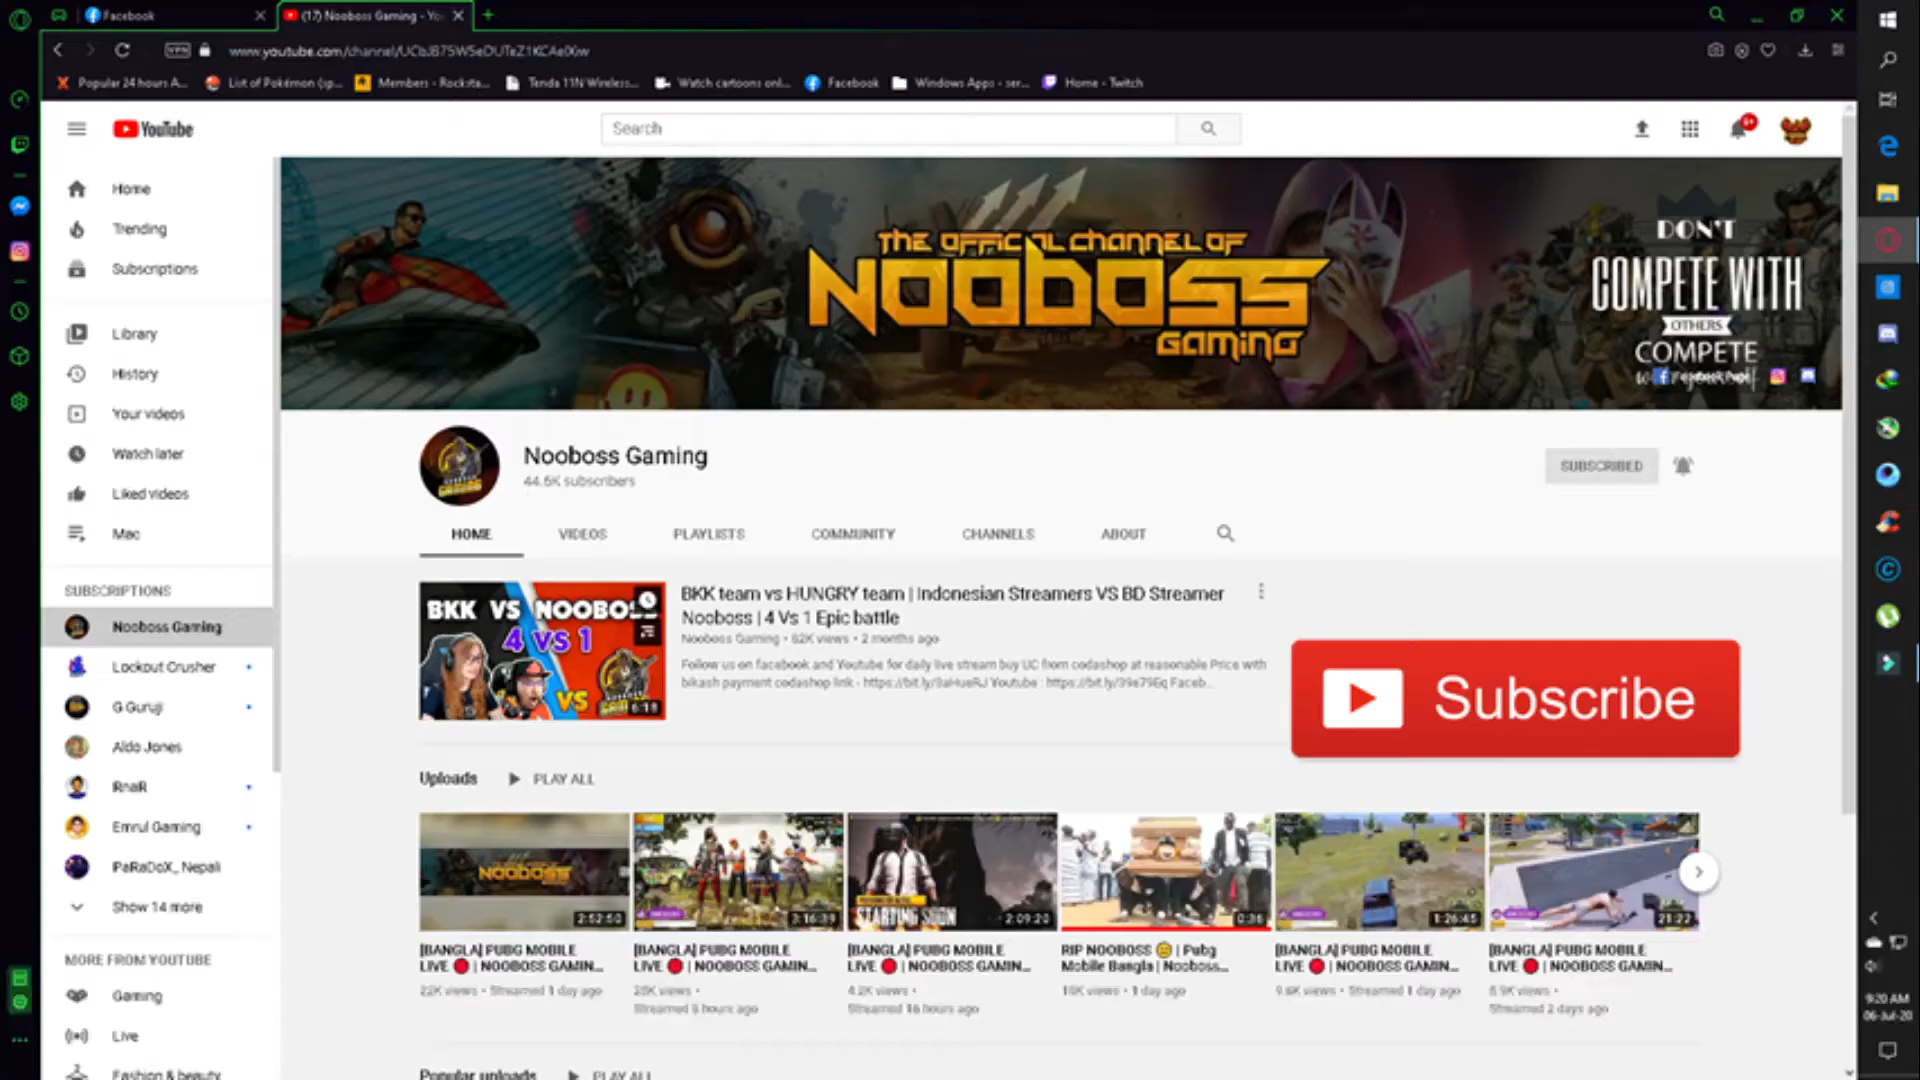 Facebook
(17) Nooboss Gaming - Yo
VPN
www.youtube.com/channel/
Popular 24 hours A...
List of Pokémon (sp...
Members - Rocksta...
Tenda 11N Wireless...
Watch cartoons onl...
Facebook
Windows Apps - ser...
Home - Twitch
YouTube
Search
9+
Home
Trending
Subscriptions
Library
History
Your videos
Watch later
Liked videos
Mac
SUBSCRIPTIONS
Nooboss Gaming
Lockout Crusher
G Guruji
Aldo Jones
RnaR
Emrul Gaming
PaRaDoX_ Nepali
Show 14 more
MORE FROM YOUTUBE
Gaming
Live
Fashion & beauty
THE OFFICIAL CHANNEL OF
NOOBOSS
GAMING
DON'T
COMPETE WITH
OTHERS
COMPETE
Facebook Page
Nooboss Gaming
44.6K subscribers
SUBSCRIBED
HOME
VIDEOS
PLAYLISTS
COMMUNITY
CHANNELS
ABOUT
BKK VS NOOBOSS
4 VS 1
VS
6:18
BKK team vs HUNGRY team | Indonesian Streamers VS BD Streamer
Nooboss | 4 Vs 1 Epic battle
Nooboss Gaming • 62K views • 2 months ago
Follow us on facebook and Youtube for daily live stream buy UC from codashop at reasonable Price with
bikash payment codashop link - https://bit.ly/3aHueRJ Youtube : https://bit.ly/39e79Eq Faceb...
Subscribe
Uploads
PLAY ALL
NOOBOSS
2:52:50
3:16:39
STARTING SOON
2:09:20
0:36
1:26:45
21:22
[BANGLA] PUBG MOBILE
LIVE 🔴 | NOOBOSS GAMIN...
22K views • Streamed 1 day ago
[BANGLA] PUBG MOBILE
LIVE 🔴 | NOOBOSS GAMIN...
views •
Streamed hours ago
[BANGLA] PUBG MOBILE
LIVE 🔴 | NOOBOSS GAMIN...
4.2K views •
Streamed 16 hours ago
RIP NOOBOSS 😔 | Pubg
Mobile Bangla | Nooboss...
18K views • 1 day ago
[BANGLA] PUBG MOBILE
LIVE 🔴 | NOOBOSS GAMIN...
9.6K views • Streamed 1 day ago
[BANGLA] PUBG MOBILE
LIVE 🔴 | NOOBOSS GAMIN...
views •
Streamed 2 days ago
Popular uploads
PLAY ALL
9:20 AM
06-Jul-20